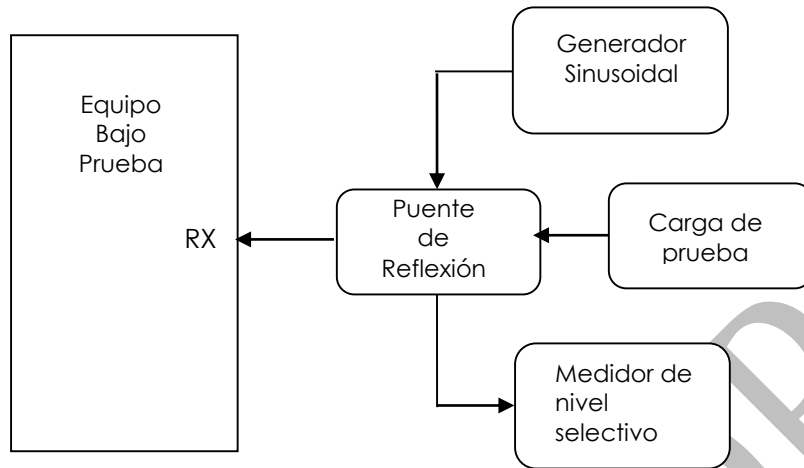 Generador
Sinusoidal
Equipo
Bajo
Prueba
Puente
de
Reflexión
RX
Carga de
prueba
Medidor de
nivel
selectivo